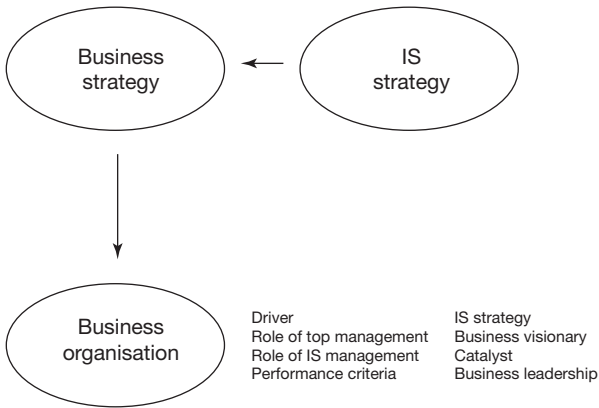 Business
strategy
IS
strategy
Business
organisation
Driver IS strategy
Role of top management Business visionary
Role of IS management Catalyst
Performance criteria Business leadership